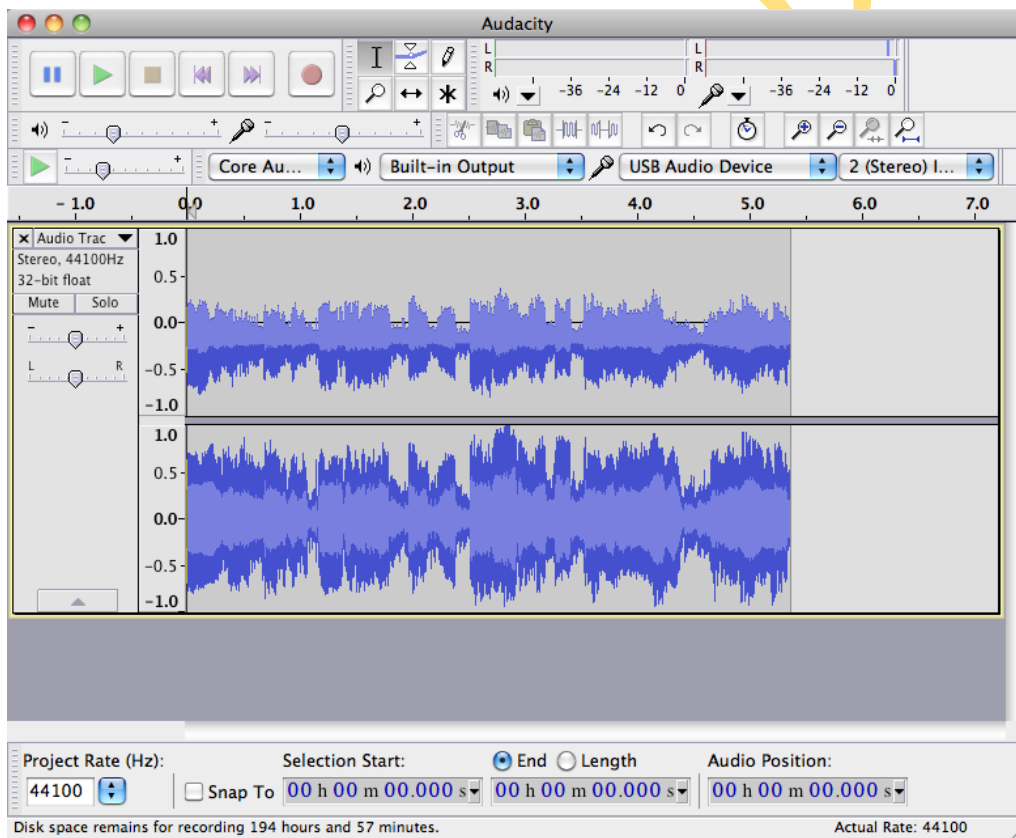 Audacity
L
R
-36 -24 -12 0
L
R
-36 -24 -12 0
- + - +
- + Core Au... Built-in Output USB Audio Device 2 (Stereo) I...
- 1.0 0.0 1.0 2.0 3.0 4.0 5.0 6.0 7.0
× Audio Trac
Stereo, 44100Hz
32-bit float
Mute Solo
- +
L R
1.0
0.5-
0.0-
-0.5-
-1.0
1.0
0.5-
0.0-
-0.5-
-1.0
Project Rate (Hz): Selection Start: End Length Audio Position:
44100 Snap To 00 h 00 m 00.000 s 00 h 00 m 00.000 s 00 h 00 m 00.000 s
Disk space remains for recording 194 hours and 57 minutes. Actual Rate: 44100